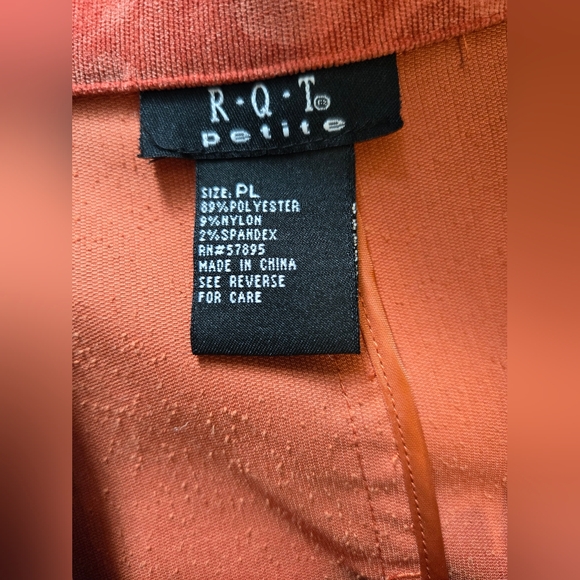 R·Q·T®
petite
SIZE: PL
89%POLYESTER
9%NYLON
2%SPANDEX
RN#57895
MADE IN CHINA
SEE REVERSE
FOR CARE